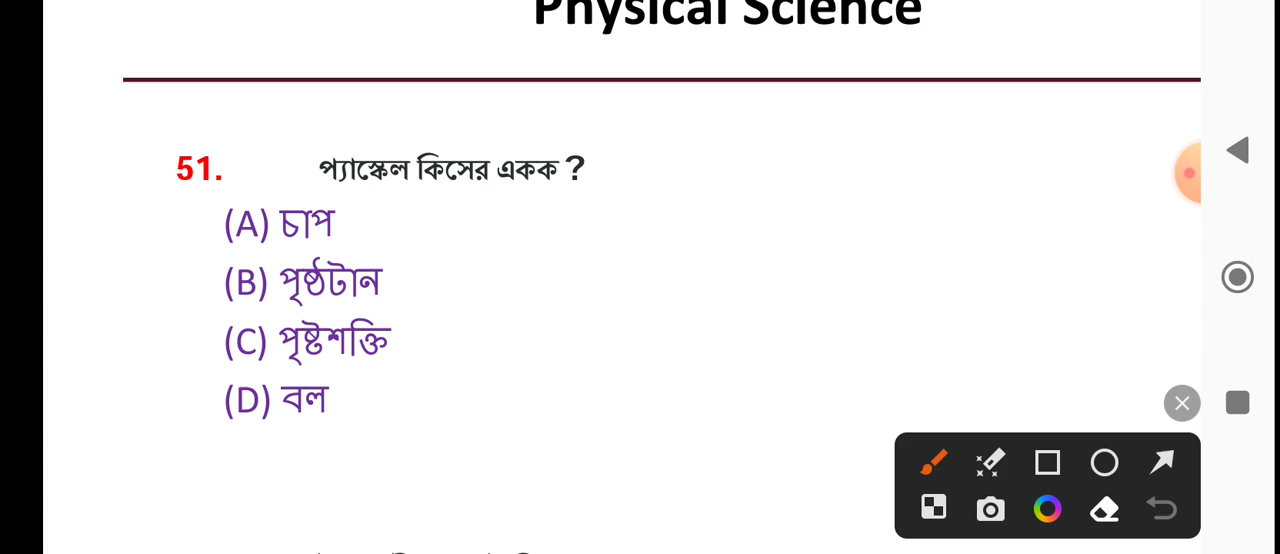 Physical Science
51. প্যাস্কেল কিসের একক ?
(A) চাপ
(B) পৃষ্ঠটান
(C) পৃষ্টশক্তি
(D) বল